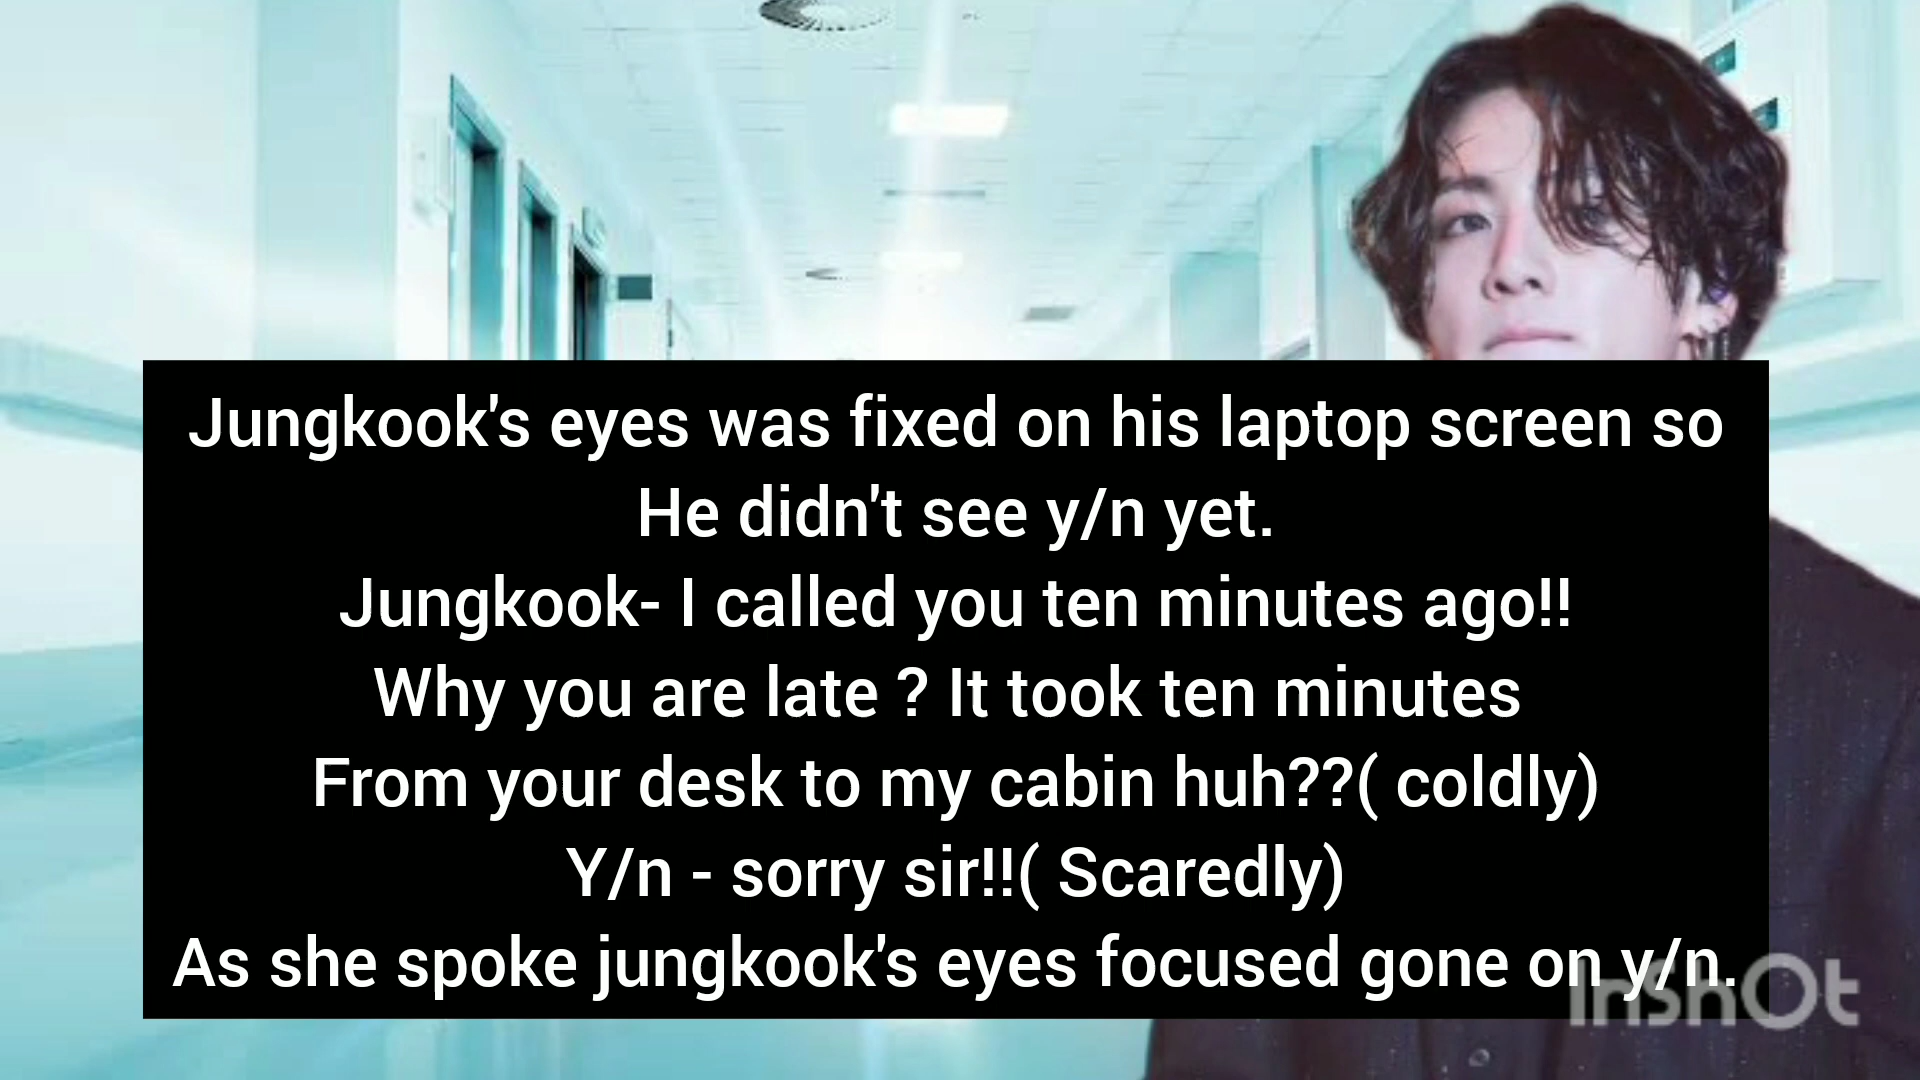 Jungkook's eyes was fixed on his laptop screen so
He didn't see y/n yet.
Jungkook- I called you ten minutes ago!!
Why you are late ? It took ten minutes
From your desk to my cabin huh??( coldly)
Y/n - sorry sir!!( Scaredly)
As she spoke jungkook's eyes focused gone on y/n.
InShOt